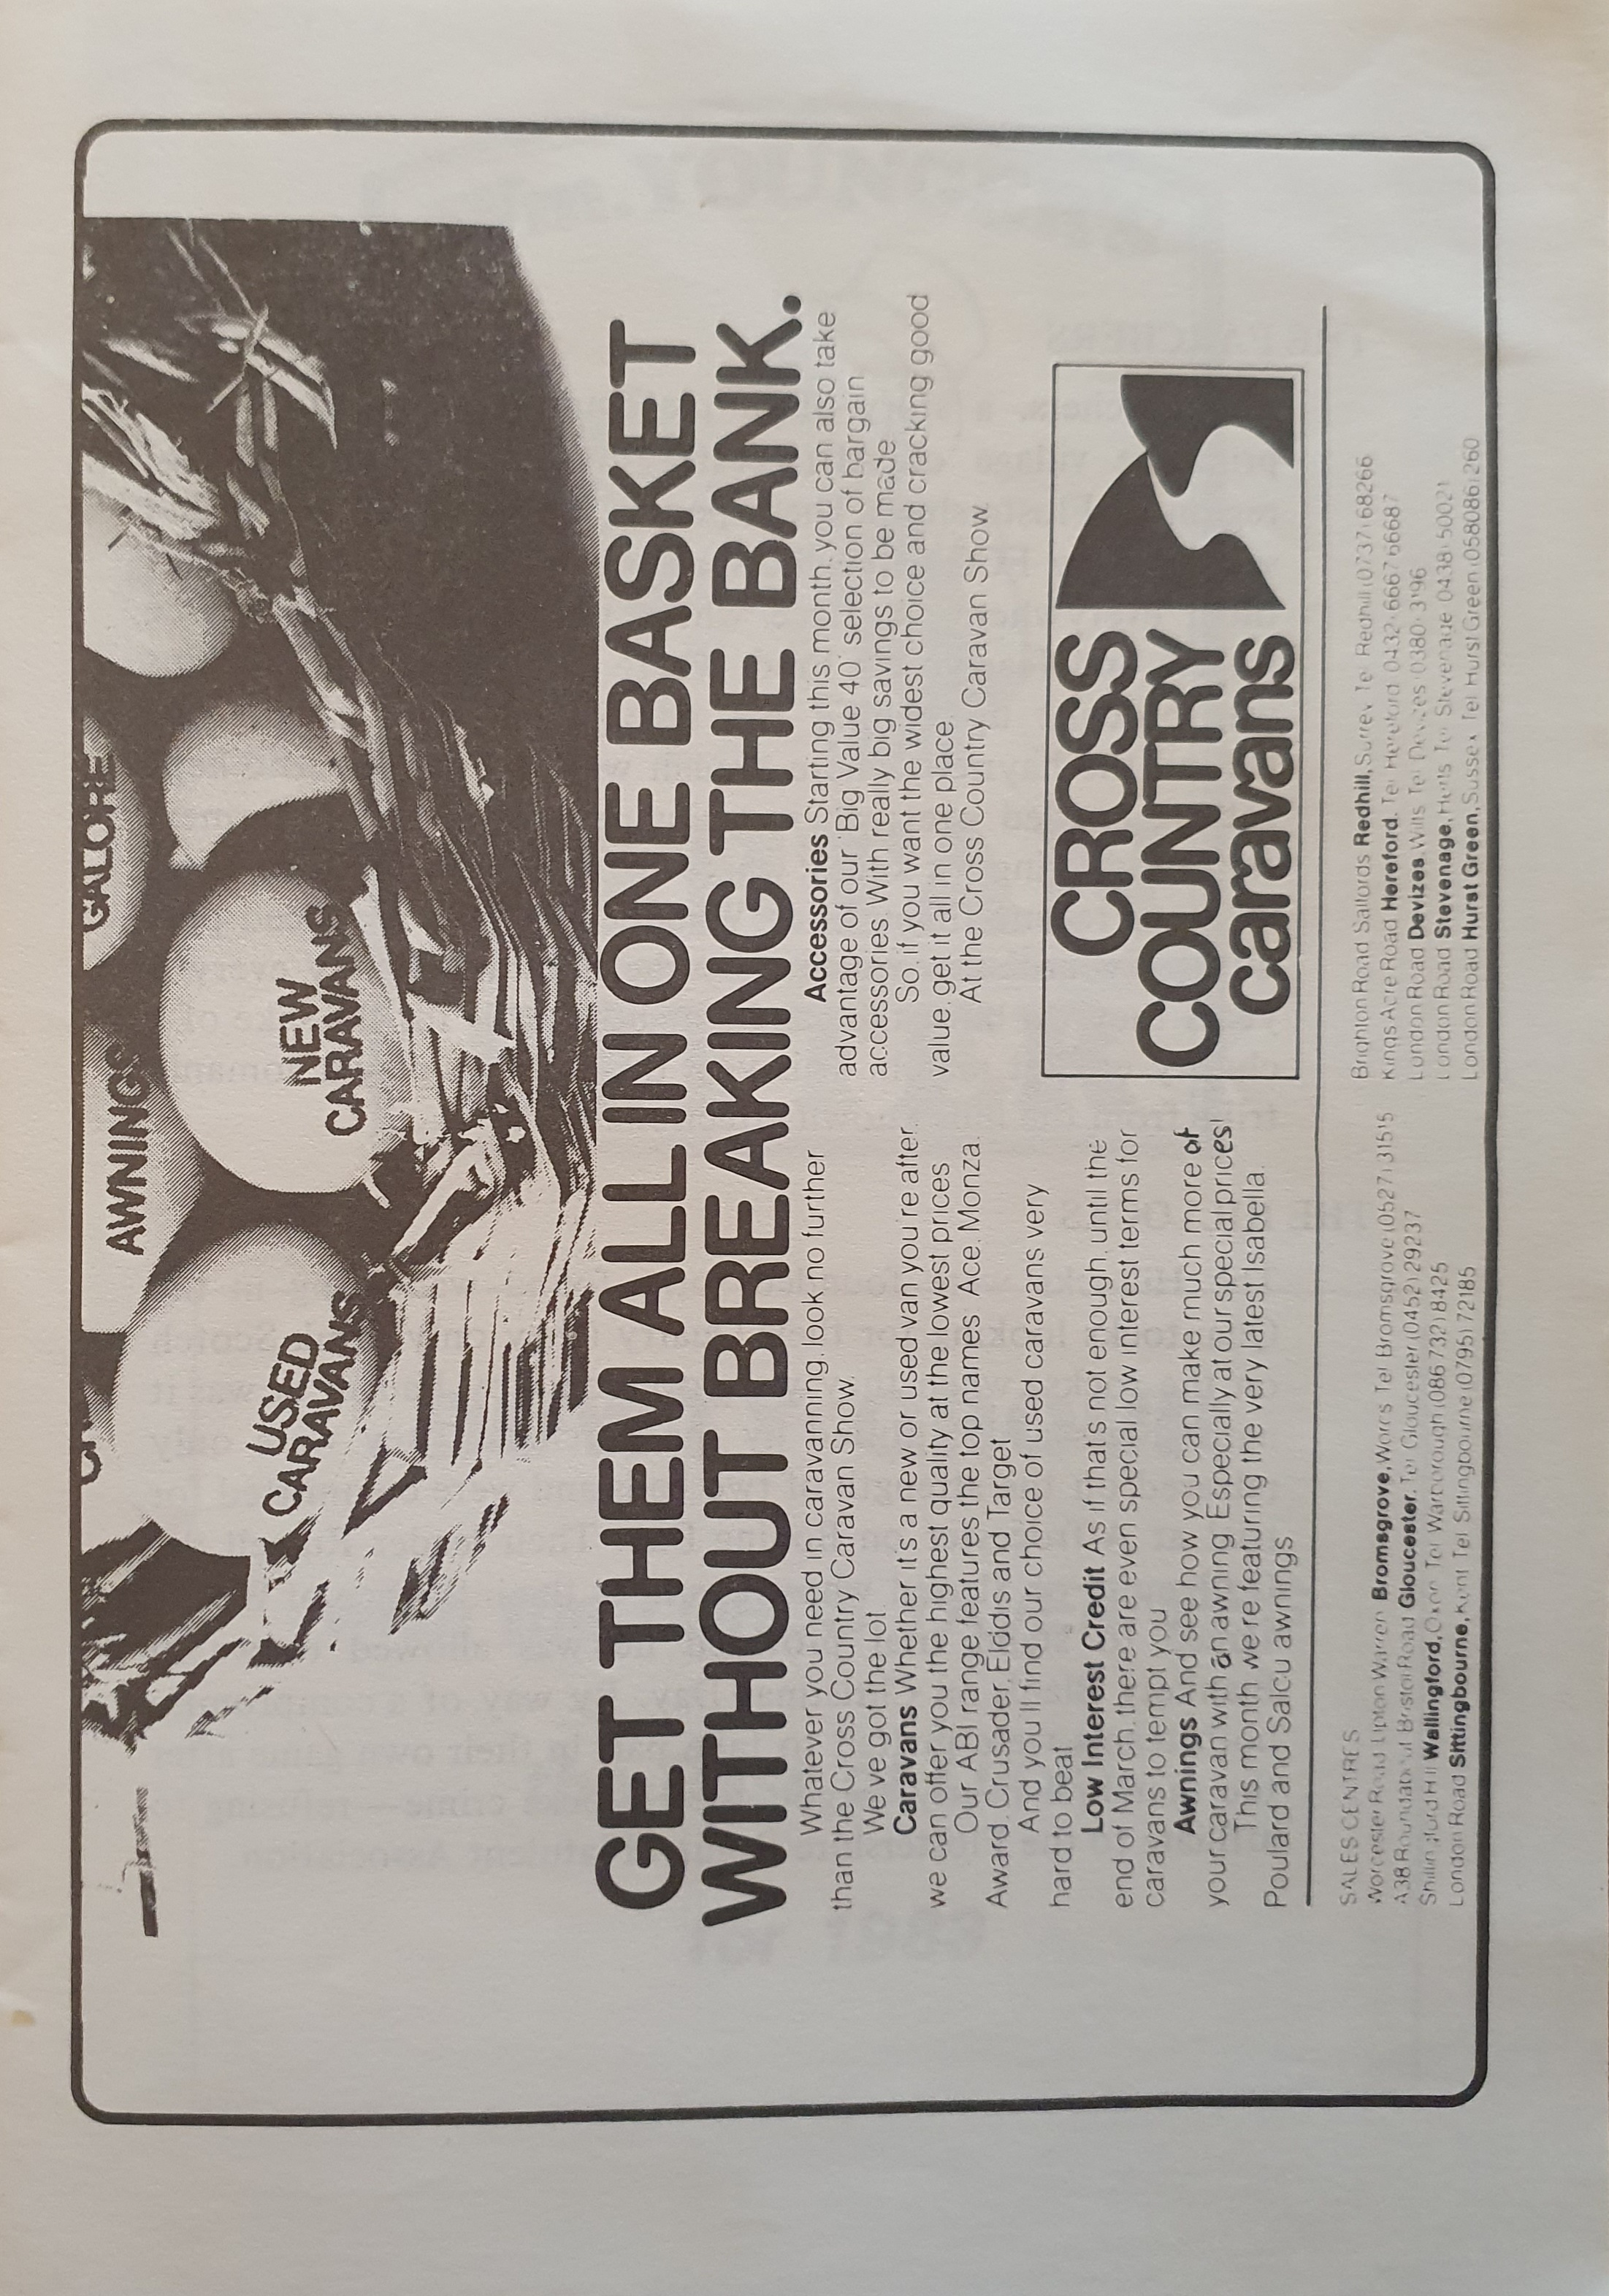 GALORE
AWNINGS
NEW
CARAVANS
USED
CARAVANS
GET THEM ALL IN ONE BASKET
WITHOUT BREAKING THE BANK.
Whatever you need in caravanning, look no further
than the Cross Country Caravan Show.
We've got the lot.
Caravans Whether it's a new or used van you're after,
we can offer you the highest quality at the lowest prices
Our ABI range features the top names Ace, Monza,
Award, Crusader, Elddis and Target
And you'll find our choice of used caravans very
hard to beat
Low Interest Credit As if that's not enough, until the
end of March, there are even special low interest terms for
caravans to tempt you
Awnings And see how you can make much more of
your caravan with an awning Especially at our special prices!
This month we're featuring the very latest Isabella,
Poulard and Salcu awnings
Accessories Starting this month, you can also take
advantage of our 'Big Value 40' selection of bargain
accessories. With really big savings to be made
So, if you want the widest choice and cracking good
value, get it all in one place.
At the Cross Country Caravan Show.
CROSS
COUNTRY
caravans
SALES CENTRES
Worcester Road Upton Warren Bromsgrove, Worcs Tel Bromsgrove (0527) 31515
A38 Roundabout Bristol Road Gloucester. Tel Gloucester (0452) 29237
Shillingford Hill Wallingford, Oxon Tel Warborough (086 732) 8425
London Road Sittingbourne, Kent Tel Sittingbourne (0795) 72185
Brighton Road Salfords Redhill, Surrey Tel Redhill (0737) 68266
Kings Acre Road Hereford. Tel Hereford 0432 6667 66687
London Road Devizes, Wilts Tel Devizes (0380) 3196
London Road Stevenage, Herts Tel Stevenage 0438 5002
London Road Hurst Green, Sussex Tel Hurst Green (058086) 260